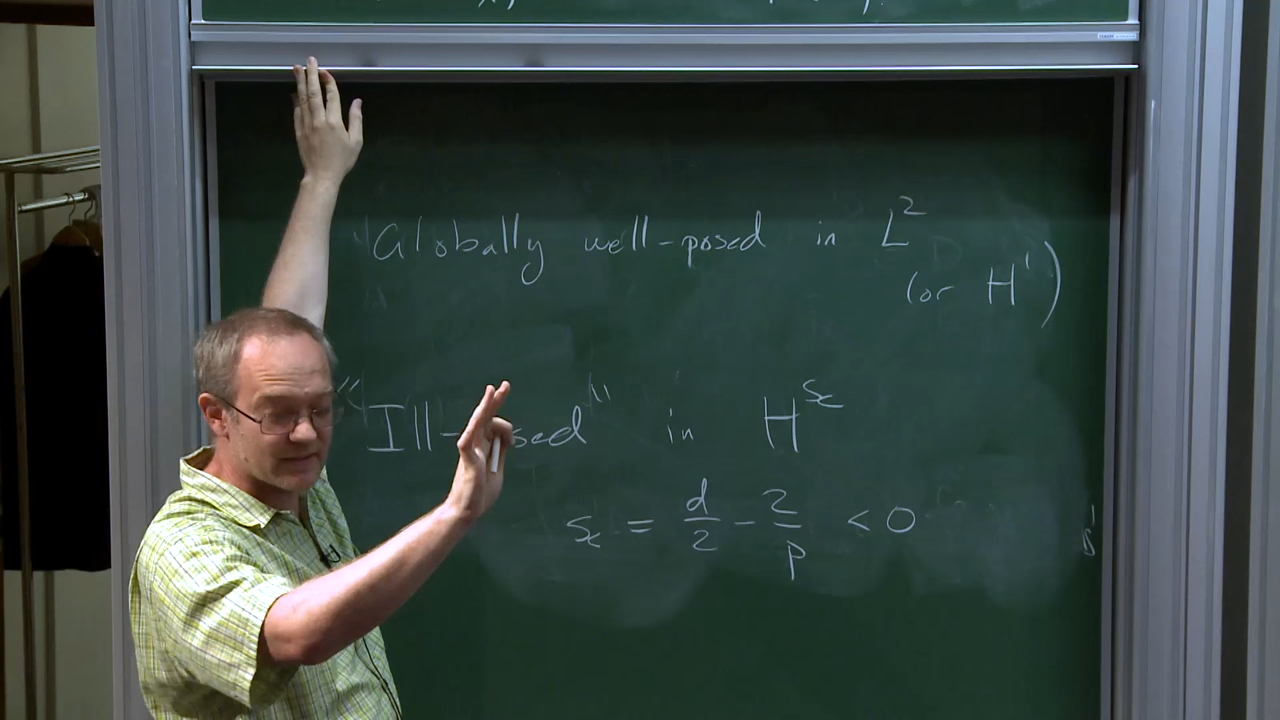 Globally well-posed in L²
(or H¹)
"Ill-posed" in H^{s_c}
s_c = d/2 - 2/p < 0